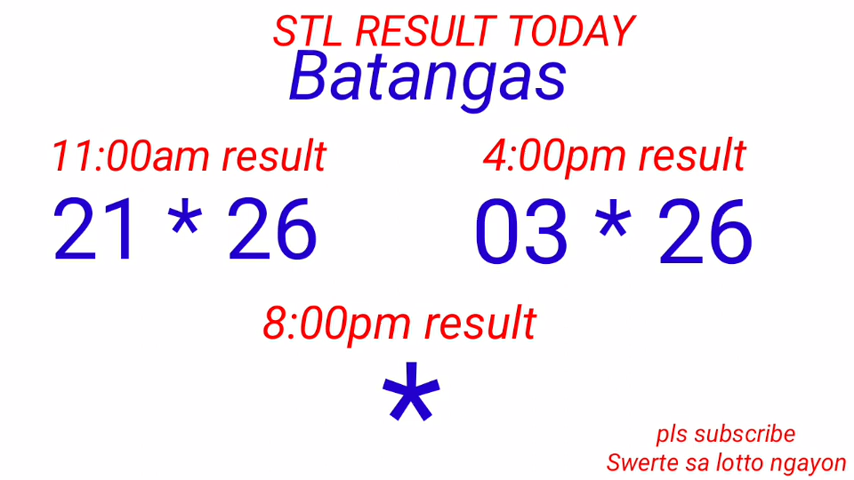 STL RESULT TODAY
Batangas
11:00am result
21 * 26
4:00pm result
03 * 26
8:00pm result
*
pls subscribe
Swerte sa lotto ngayon